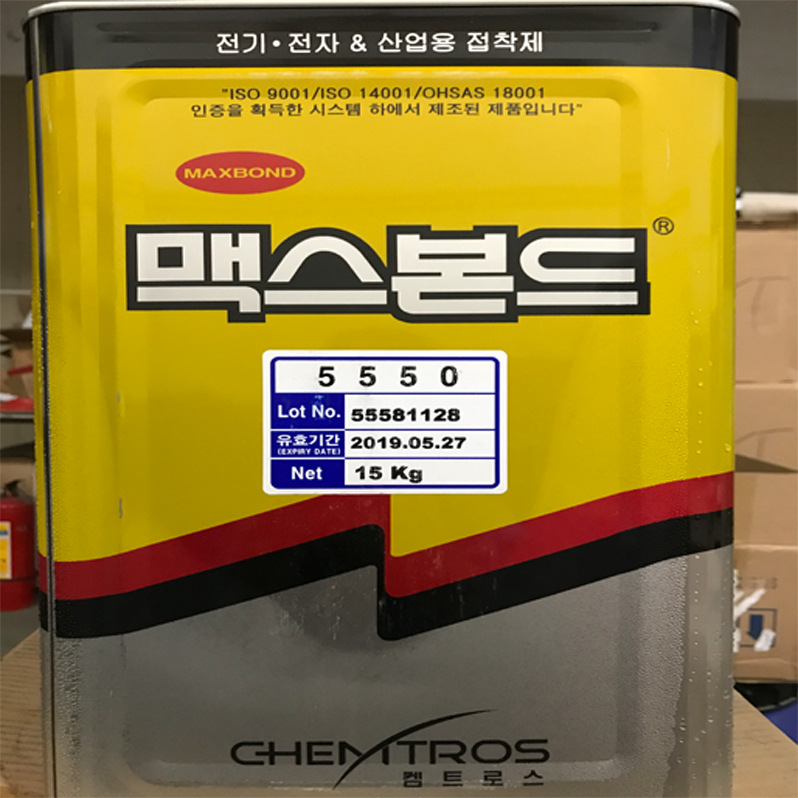 전기·전자 & 산업용 접착제
"ISO 9001/ISO 14001/OHSAS 18001
인증을 획득한 시스템 하에서 제조된 제품입니다"
MAXBOND
맥스본드®
5550
Lot No. 55581128
유효기간 2019.05.27
(EXPIRY DATE)
Net 15 Kg
CHEMTROS
켐트로스